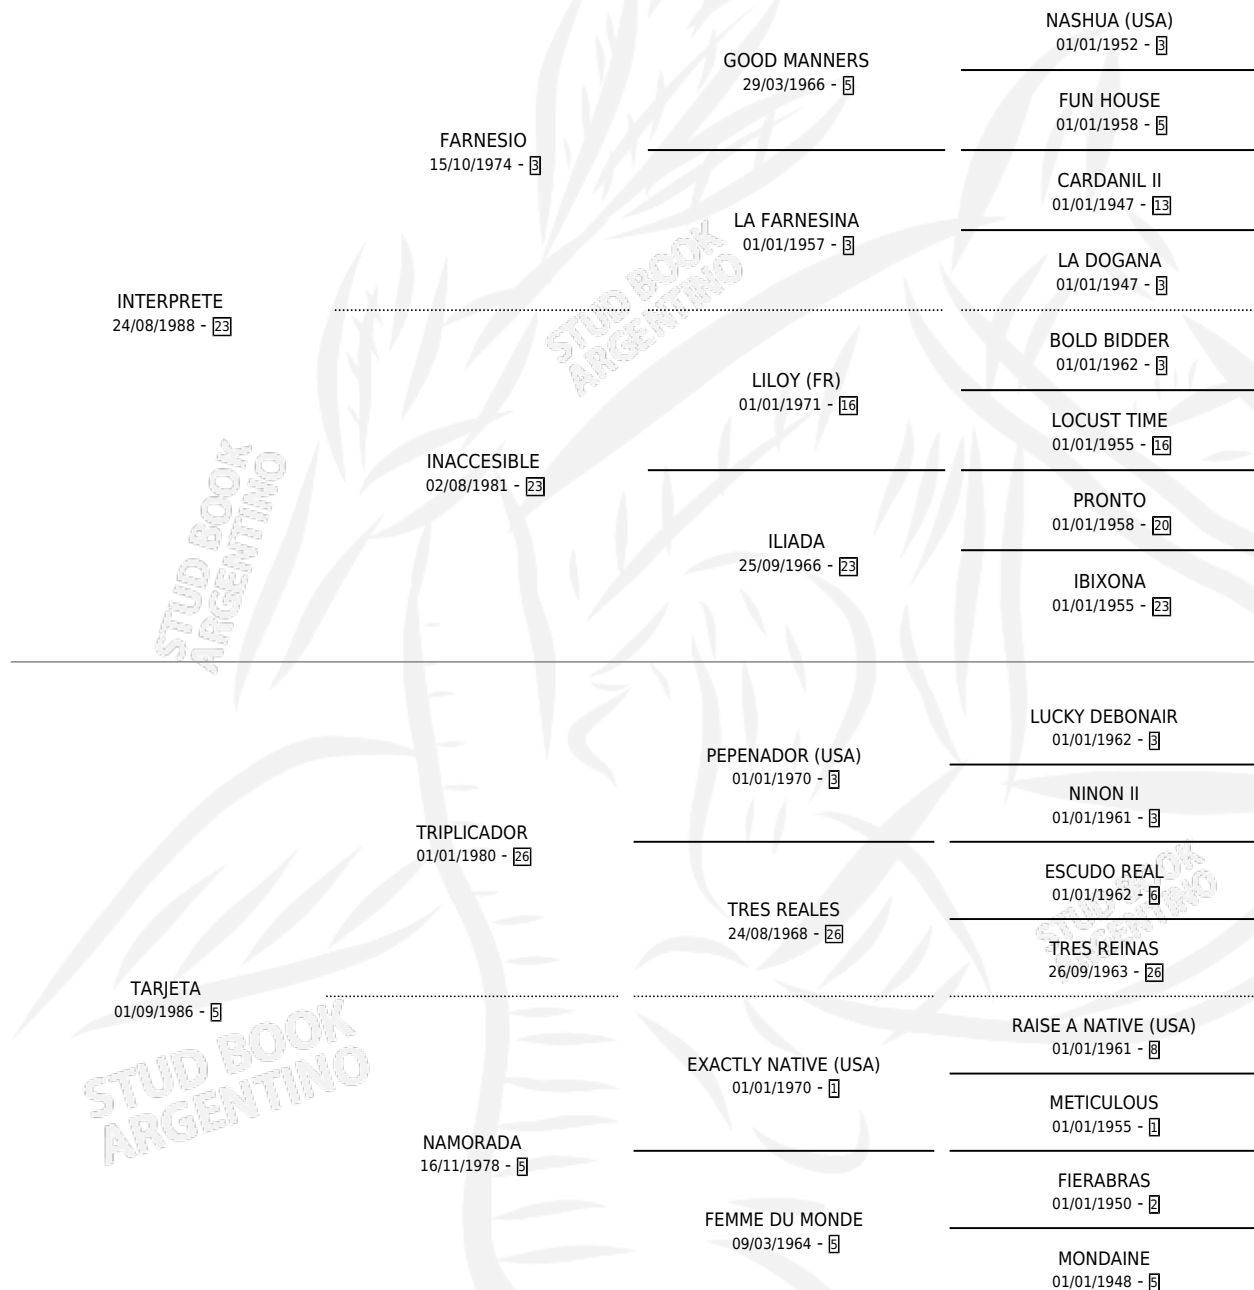 NASHUA (USA)
01/01/1952 - 3
GOOD MANNERS
29/03/1966 - 5
FUN HOUSE
01/01/1958 - 5
FARNESIO
15/10/1974 - 3
CARDANIL II
01/01/1947 - 13
LA FARNESINA
01/01/1957 - 3
LA DOGANA
01/01/1947 - 3
INTERPRETE
24/08/1988 - 23
STUD BOOK
ARGENTINO
BOLD BIDDER
01/01/1962 - 3
LILOY (FR)
01/01/1971 - 16
LOCUST TIME
01/01/1955 - 16
INACCESIBLE
02/08/1981 - 23
PRONTO
01/01/1958 - 20
ILIADA
25/09/1966 - 23
IBIXONA
01/01/1955 - 23
STUD BOOK
ARGENTINO
LUCKY DEBONAIR
01/01/1962 - 3
PEPENADOR (USA)
01/01/1970 - 3
NINON II
01/01/1961 - 3
TRIPLICADOR
01/01/1980 - 26
ESCUDO REAL
01/01/1962 - 6
TRES REALES
24/08/1968 - 26
TRES REINAS
26/09/1963 - 26
STUD BOOK
ARGENTINO
TARJETA
01/09/1986 - 5
RAISE A NATIVE (USA)
01/01/1961 - 8
EXACTLY NATIVE (USA)
01/01/1970 - 1
METICULOUS
01/01/1955 - 1
STUD BOOK
ARGENTINO
NAMORADA
16/11/1978 - 5
FIERABRAS
01/01/1950 - 2
FEMME DU MONDE
09/03/1964 - 5
MONDAINE
01/01/1948 - 5